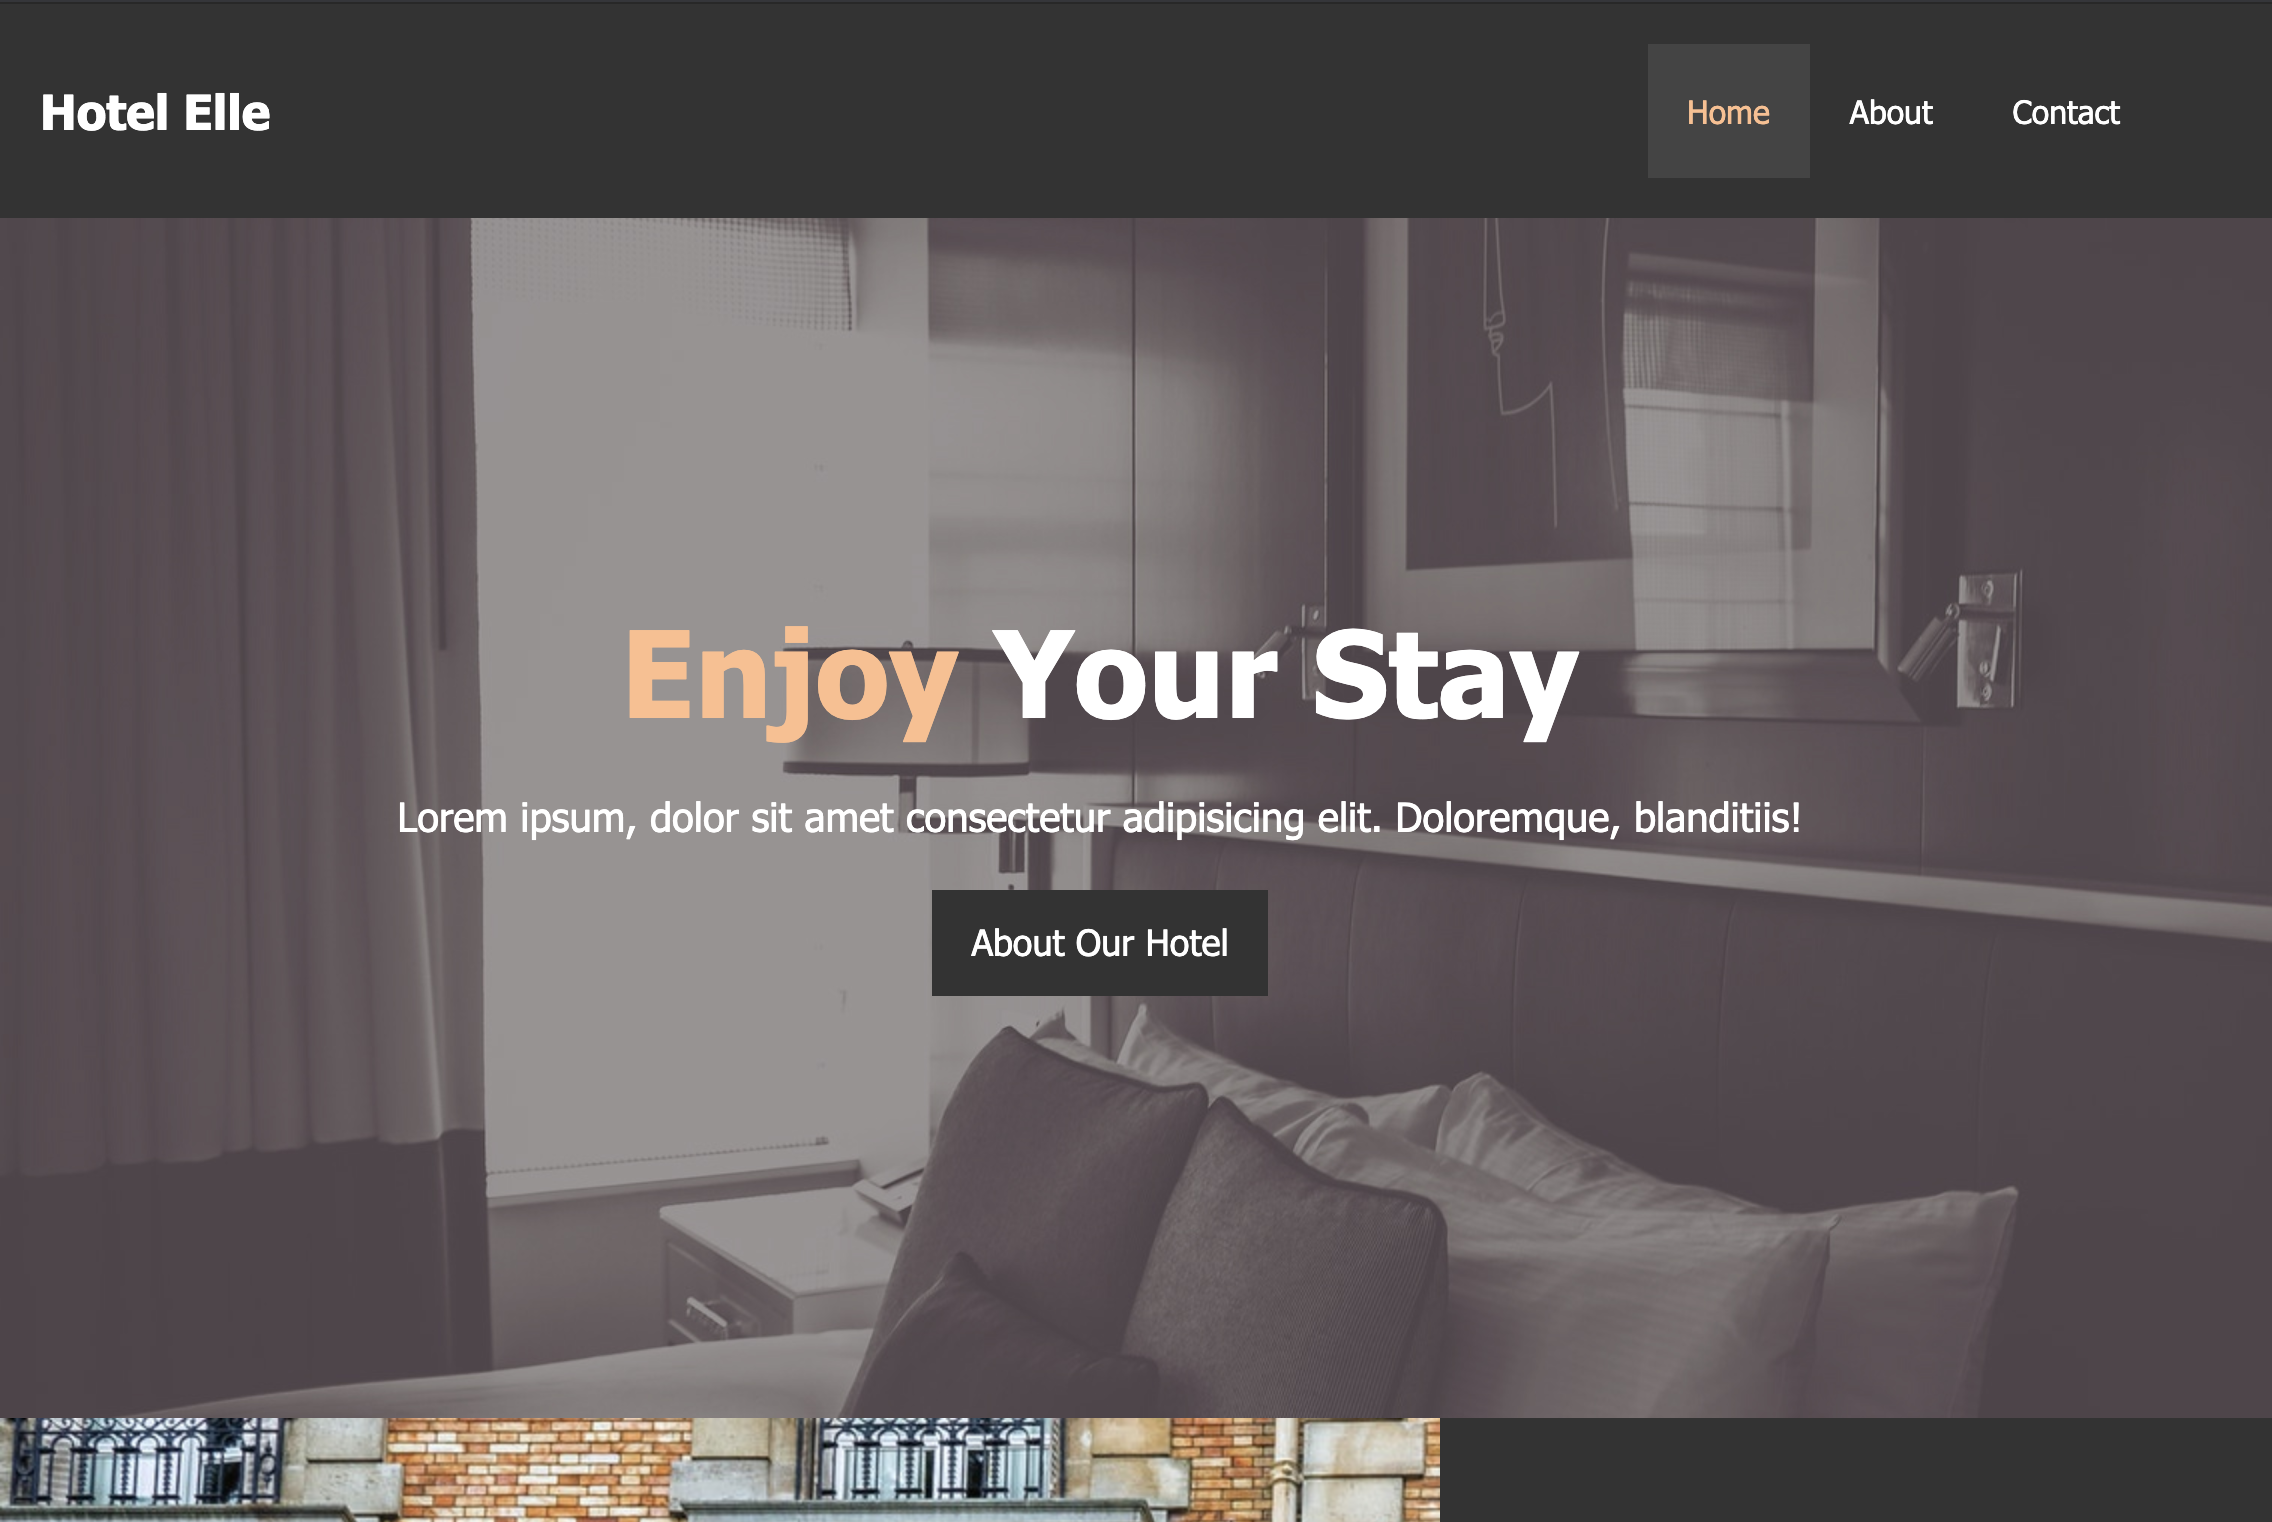 Hotel Elle
Home About Contact
Enjoy Your Stay
Lorem ipsum, dolor sit amet consectetur adipisicing elit. Doloremque, blanditiis!
About Our Hotel